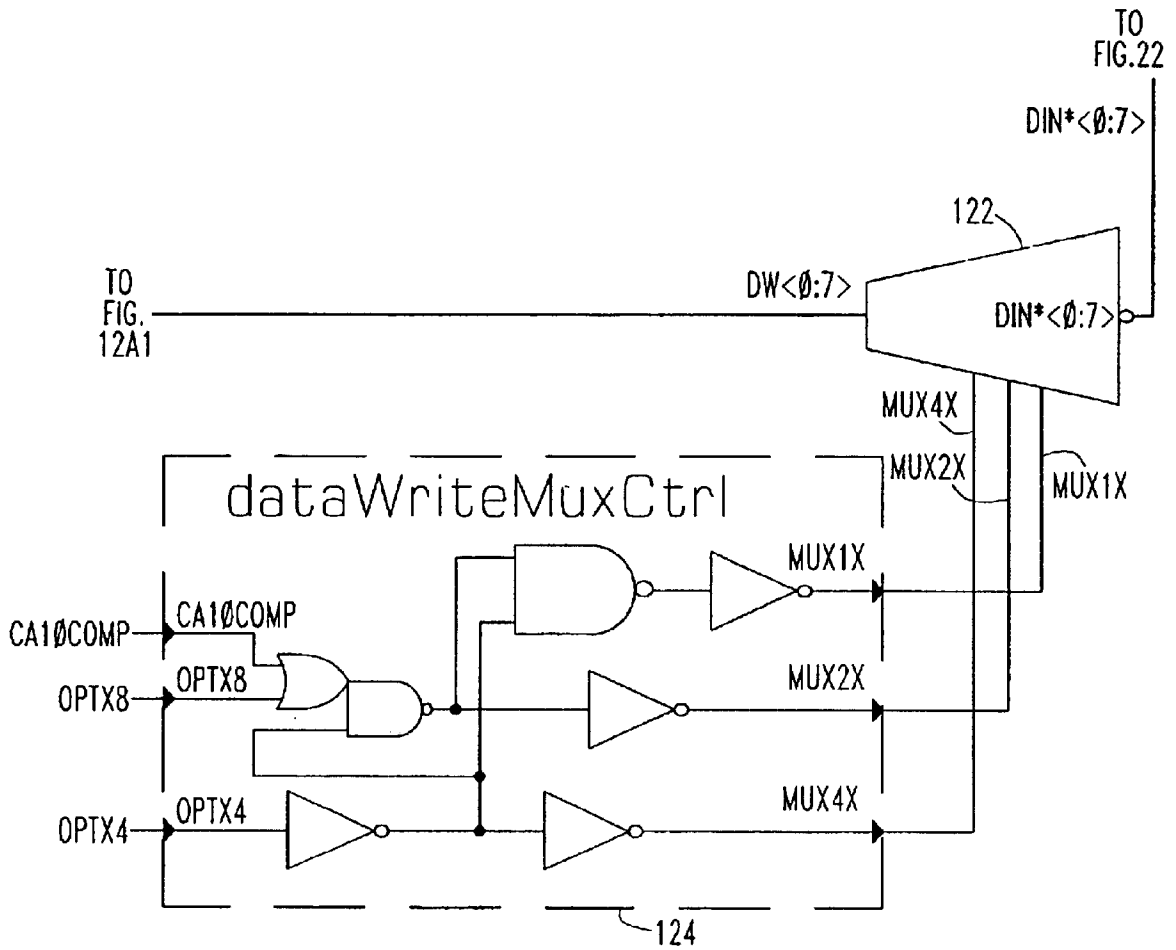 TO
FIG.22
DIN*<Ø:7>
122
TO
FIG.
12A1
DW<Ø:7>
DIN*<Ø:7>
MUX4X
MUX2X
MUX1X
dataWriteMuxCtrl
MUX1X
CA1ØCOMP
CA1ØCOMP
OPTX8
OPTX8
MUX2X
OPTX4
OPTX4
MUX4X
124